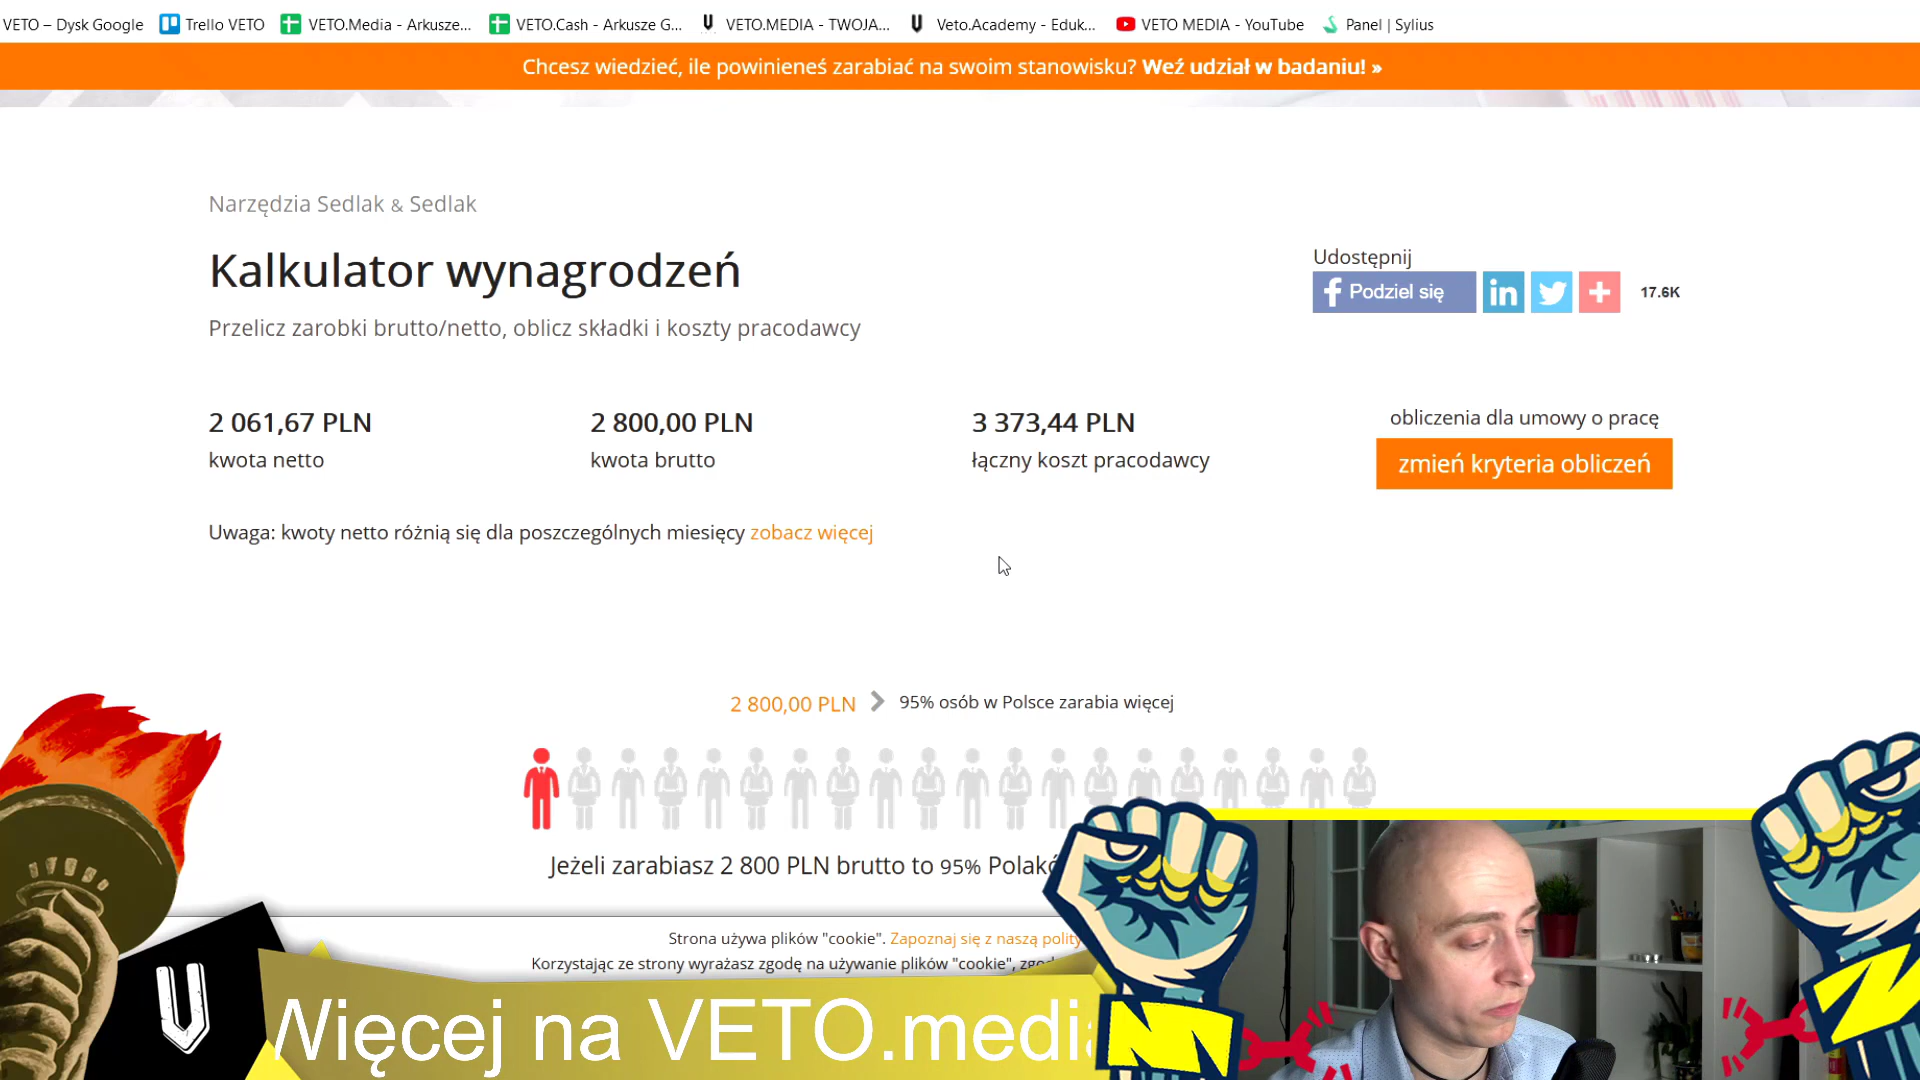 VETO – Dysk Google Trello VETO VETO.Media - Arkusze... VETO.Cash - Arkusze G... VETO.MEDIA - TWOJA... Veto.Academy - Eduk... VETO MEDIA - YouTube Panel | Sylius
Chcesz wiedzieć, ile powinieneś zarabiać na swoim stanowisku? Weź udział w badaniu! »
Narzędzia Sedlak & Sedlak
Kalkulator wynagrodzeń
Przelicz zarobki brutto/netto, oblicz składki i koszty pracodawcy
Udostępnij
Podziel się
17.6K
2 061,67 PLN
kwota netto
2 800,00 PLN
kwota brutto
3 373,44 PLN
łączny koszt pracodawcy
obliczenia dla umowy o pracę
zmień kryteria obliczeń
Uwaga: kwoty netto różnią się dla poszczególnych miesięcy zobacz więcej
2 800,00 PLN 95% osób w Polsce zarabia więcej
Jeżeli zarabiasz 2 800 PLN brutto to 95%
Strona używa plików "cookie". Zapoznaj się z naszą
Korzystając ze strony wyrażasz zgodę na używanie plików "cookie",
Więcej na VETO.media